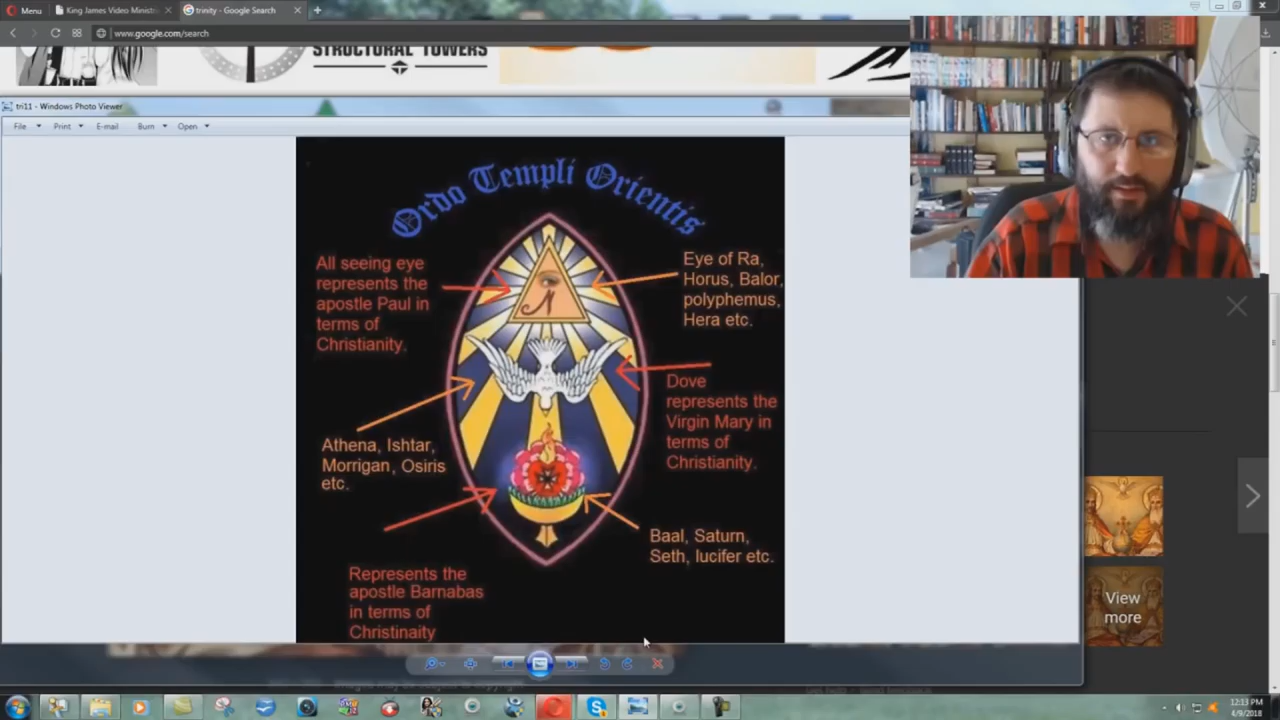 Menu
King James Video Minist
trinity - Google Search
www.google.com/search
STRUCTURAL TOWERS
tri11 - Windows Photo Viewer
File
Print
E-mail
Burn
Open
Ordo Templi Orientis
All seeing eye
represents the
apostle Paul in
terms of
Christianity.
Eye of Ra,
Horus, Balor,
polyphemus,
Hera etc.
Dove
represents the
Virgin Mary in
terms of
Christianity.
Athena, Ishtar,
Morrigan, Osiris
etc.
Baal, Saturn,
Seth, lucifer etc.
Represents the
apostle Barnabas
in terms of
Christinaity
View
more
12:13 PM
4/9/2018